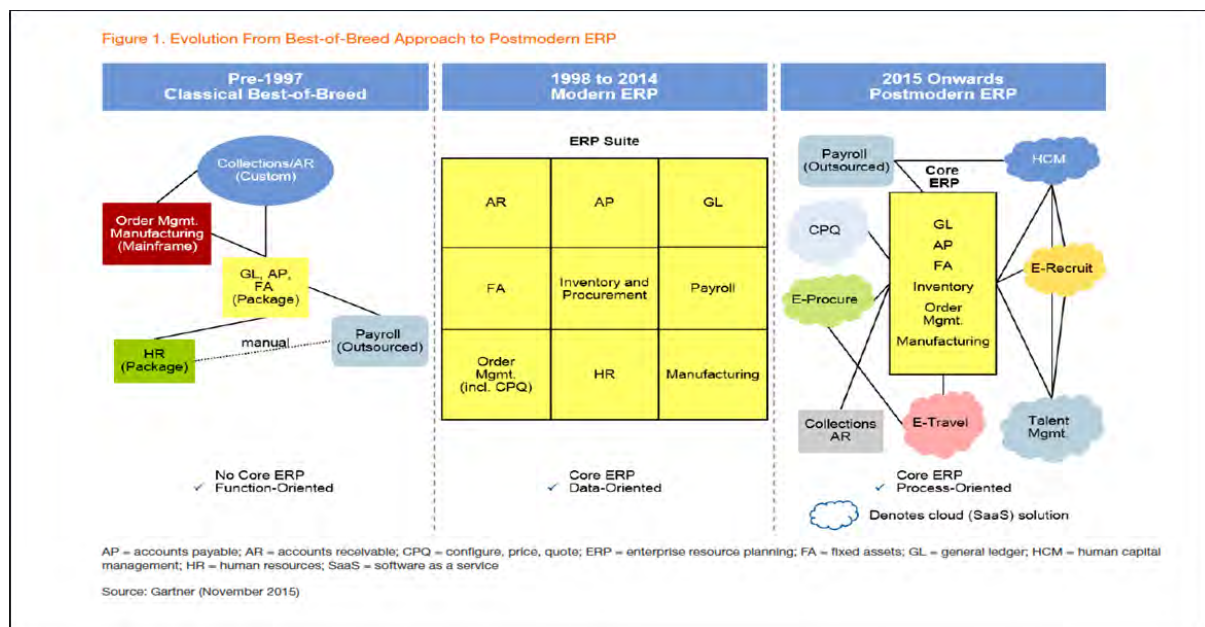 Figure 1. Evolution From Best-of-Breed Approach to Postmodern ERP
Pre-1997
Classical Best-of-Breed
1998 to 2014
Modern ERP
2015 Onwards
Postmodern ERP
Collections/AR
(Custom)
Order Mgmt.
Manufacturing
(Mainframe)
GL, AP,
FA
(Package)
manual
HR
(Package)
Payroll
(Outsourced)
No Core ERP
✓ Function-Oriented
ERP Suite
AR
AP
GL
FA
Inventory and
Procurement
Payroll
Order
Mgmt.
(incl. CPQ)
HR
Manufacturing
Core ERP
✓ Data-Oriented
Payroll
(Outsourced)
Core
ERP
HCM
CPQ
GL
AP
FA
Inventory
Order
Mgmt.
Manufacturing
E-Procure
E-Recruit
Collections
AR
E-Travel
Talent
Mgmt.
Core ERP
✓ Process-Oriented
Denotes cloud (SaaS) solution
AP = accounts payable; AR = accounts receivable; CPQ = configure, price, quote; ERP = enterprise resource planning; FA = fixed assets; GL = general ledger; HCM = human capital
management; HR = human resources; SaaS = software as a service
Source: Gartner (November 2015)